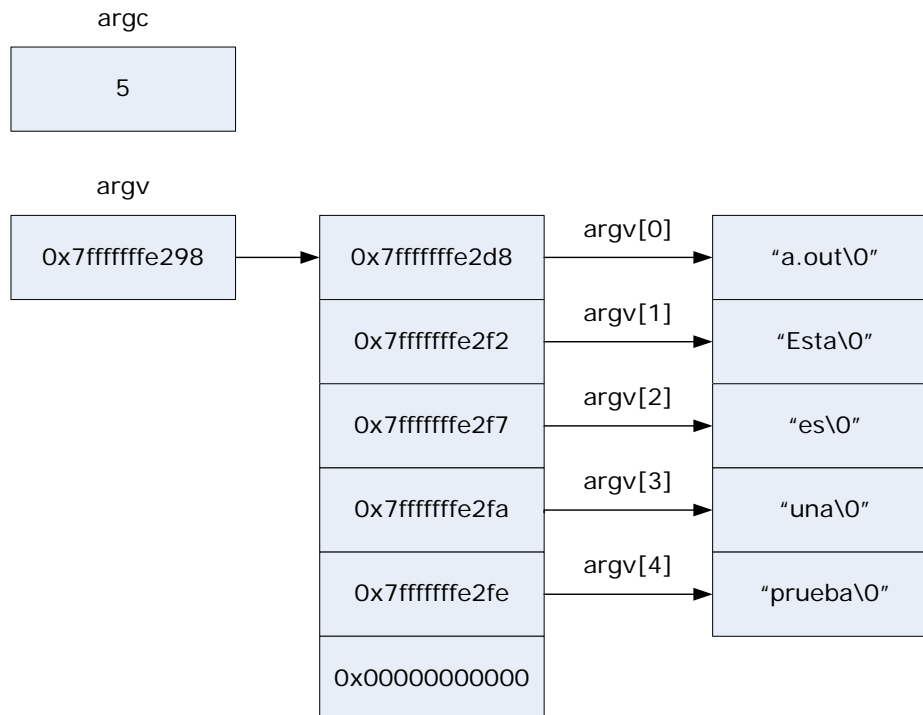 argc
5
argv
0x7fffffffe298
0x7fffffffe2d8
argv[0]
“a.out\0”
0x7fffffffe2f2
argv[1]
“Esta\0”
0x7fffffffe2f7
argv[2]
“es\0”
0x7fffffffe2fa
argv[3]
“una\0”
0x7fffffffe2fe
argv[4]
“prueba\0”
0x00000000000